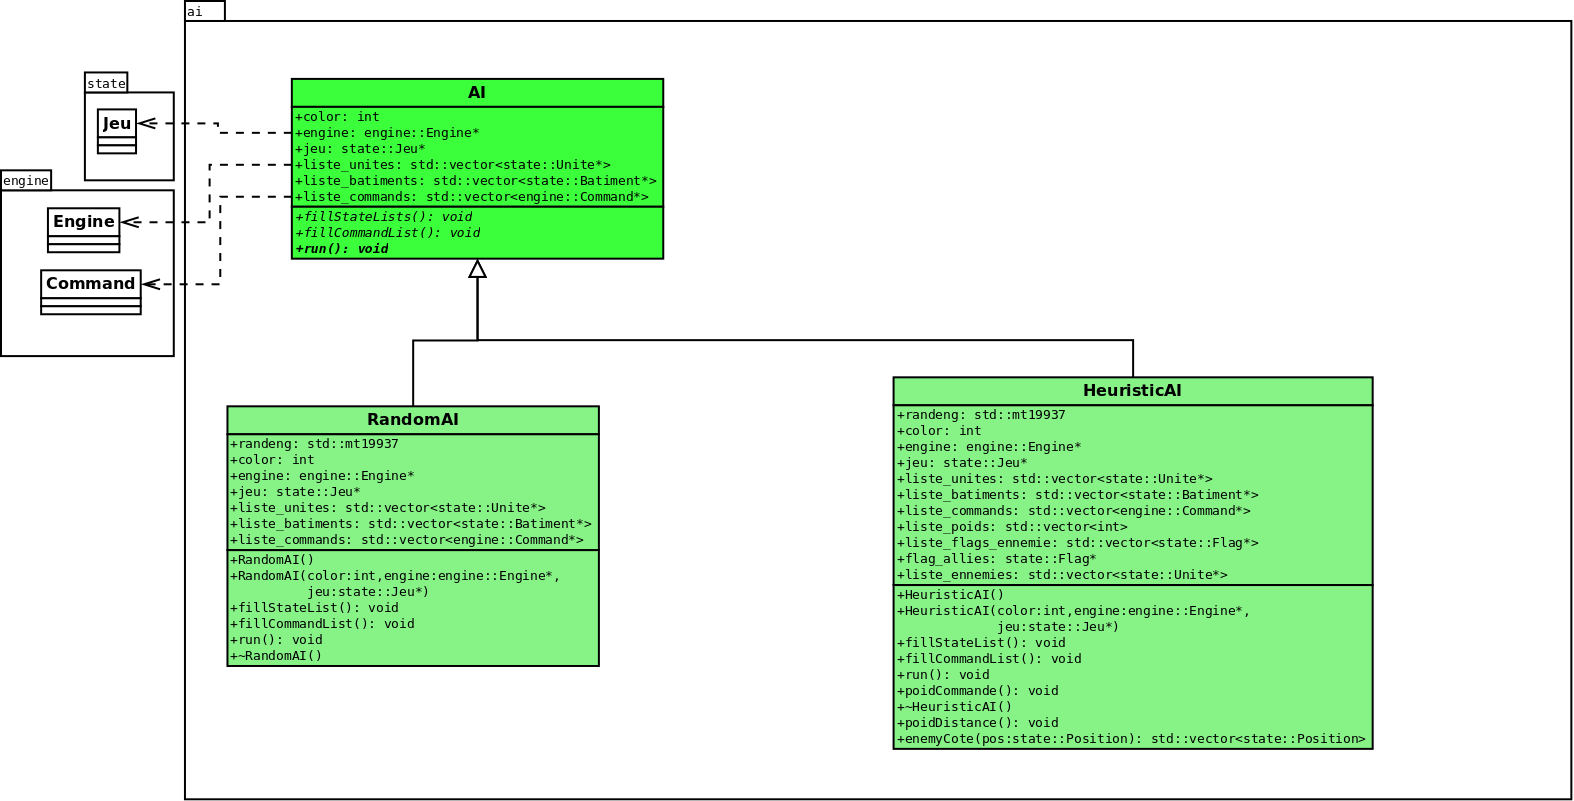 ai
state
Jeu
engine
Engine
Command
AI
+color: int
+engine: engine::Engine*
+jeu: state::Jeu*
+liste_unites: std::vector<state::Unite*>
+liste_batiments: std::vector<state::Batiment*>
+liste_commands: std::vector<engine::Command*>
+fillStateLists(): void
+fillCommandList(): void
+run(): void
RandomAI
+randeng: std::mt19937
+color: int
+engine: engine::Engine*
+jeu: state::Jeu*
+liste_unites: std::vector<state::Unite*>
+liste_batiments: std::vector<state::Batiment*>
+liste_commands: std::vector<engine::Command*>
+RandomAI()
+RandomAI(color:int,engine:engine::Engine*,
jeu:state::Jeu*)
+fillStateList(): void
+fillCommandList(): void
+run(): void
+~RandomAI()
HeuristicAI
+randeng: std::mt19937
+color: int
+engine: engine::Engine*
+jeu: state::Jeu*
+liste_unites: std::vector<state::Unite*>
+liste_batiments: std::vector<state::Batiment*>
+liste_commands: std::vector<engine::Command*>
+liste_poids: std::vector<int>
+liste_flags_ennemie: std::vector<state::Flag*>
+flag_allies: state::Flag*
+liste_ennemies: std::vector<state::Unite*>
+HeuristicAI()
+HeuristicAI(color:int,engine:engine::Engine*,
jeu:state::Jeu*)
+fillStateList(): void
+fillCommandList(): void
+run(): void
+poidCommande(): void
+~HeuristicAI()
+poidDistance(): void
+enemyCote(pos:state::Position): std::vector<state::Position>